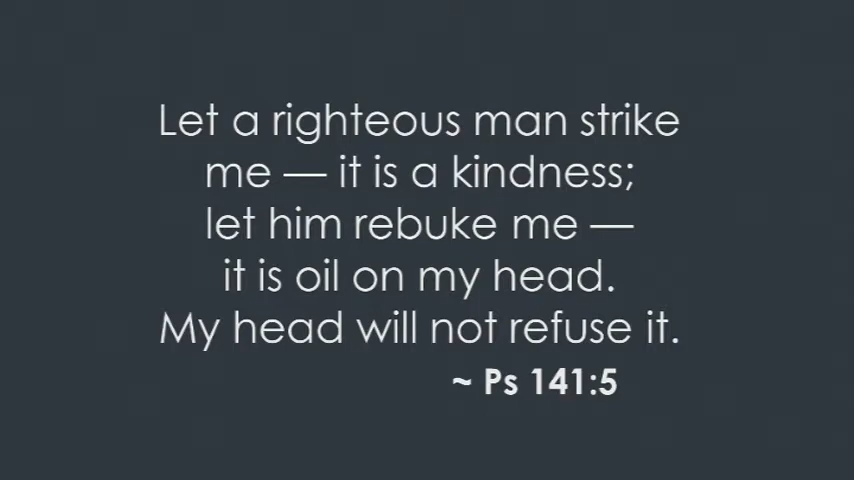 Let a righteous man strike
me — it is a kindness;
let him rebuke me —
it is oil on my head.
My head will not refuse it.
~ Ps 141:5